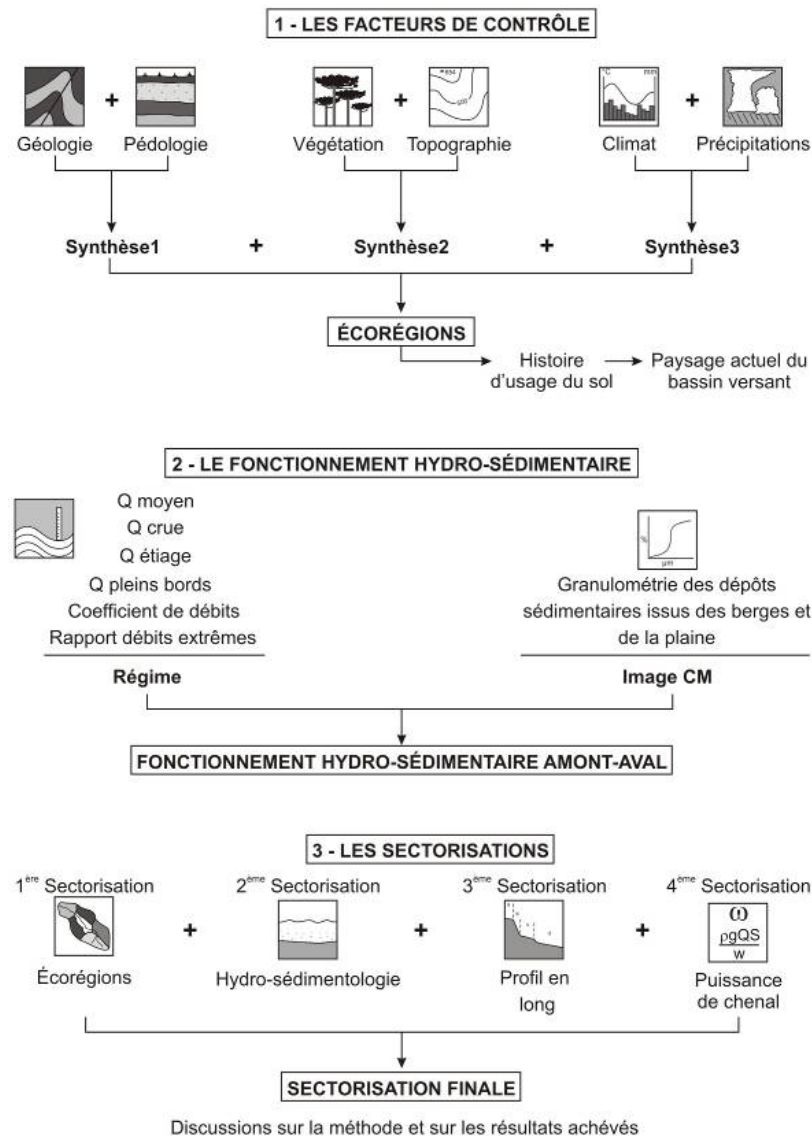 1 - LES FACTEURS DE CONTRÔLE
°C mm
Géologie + Pédologie Végétation + Topographie Climat + Précipitations
Synthèse1 + Synthèse2 + Synthèse3
ÉCORÉGIONS
Histoire d'usage du sol
Paysage actuel du bassin versant
2 - LE FONCTIONNEMENT HYDRO-SÉDIMENTAIRE
Q moyen
Q crue
Q étiage
Q pleins bords
Coefficient de débits
Rapport débits extrêmes
Régime
%
µm
Granulométrie des dépôts
sédimentaires issus des berges et
de la plaine
Image CM
FONCTIONNEMENT HYDRO-SÉDIMENTAIRE AMONT-AVAL
3 - LES SECTORISATIONS
1ère Sectorisation 2ème Sectorisation 3ème Sectorisation 4ème Sectorisation
+ + +
ω
ρgQS
w
Écorégions
Hydro-sédimentologie
Profil en
long
Puissance
de chenal
SECTORISATION FINALE
Discussions sur la méthode et sur les résultats achévés